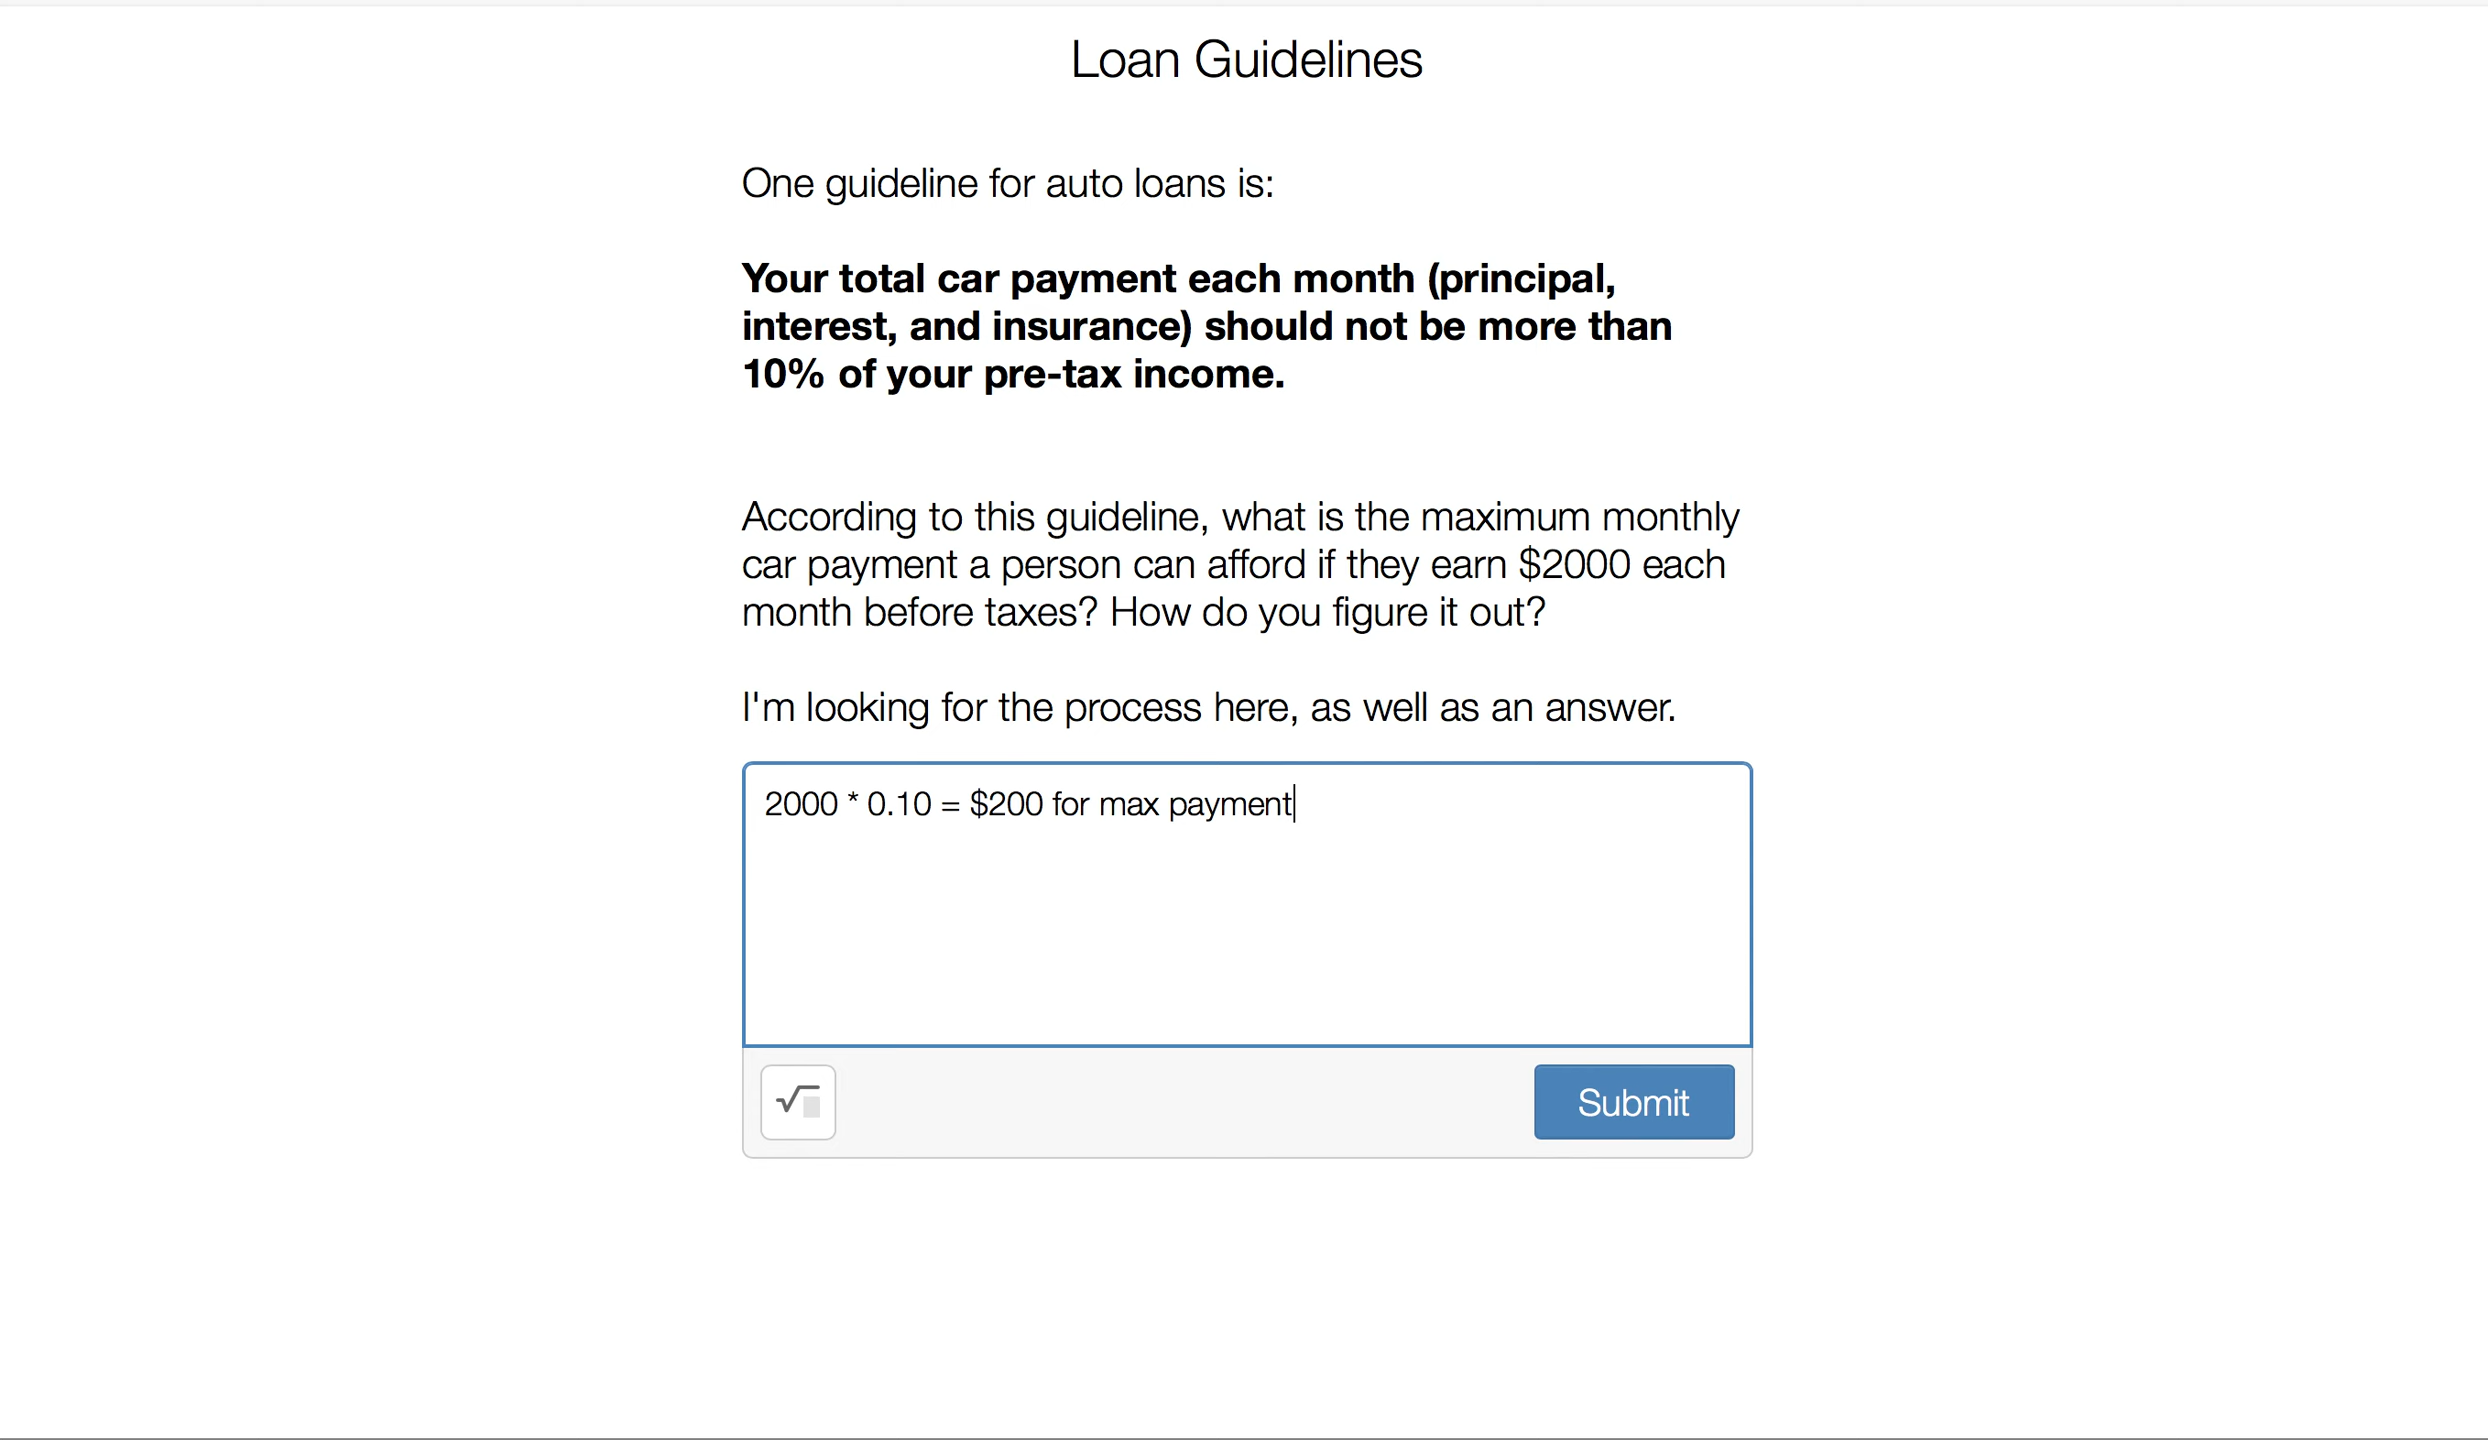 Loan Guidelines
One guideline for auto loans is:
Your total car payment each month (principal,
interest, and insurance) should not be more than
10% of your pre-tax income.
According to this guideline, what is the maximum monthly
car payment a person can afford if they earn $2000 each
month before taxes? How do you figure it out?
I'm looking for the process here, as well as an answer.
2000 * 0.10 = $200 for max payment
Submit